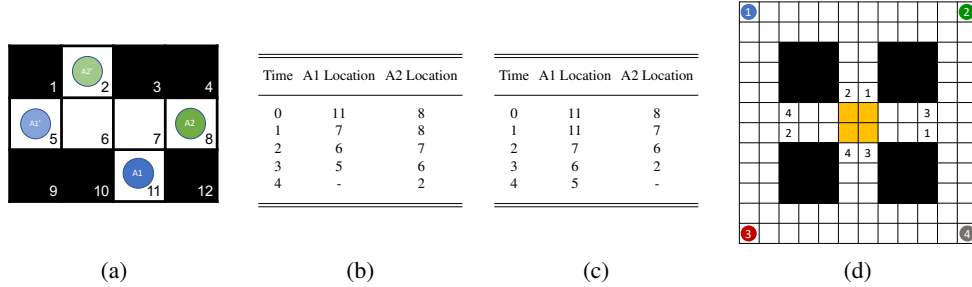 1 2 3 4
A2'
A1' A2
5 6 7 8
A1
9 10 11 12
(a)
Time A1 Location A2 Location
0 11 8
1 7 8
2 6 7
3 5 6
4 - 2
(b)
Time A1 Location A2 Location
0 11 8
1 11 7
2 7 6
3 6 2
4 5 -
(c)
1 2
2 1
4 3
2 1
4 3
3 4
(d)